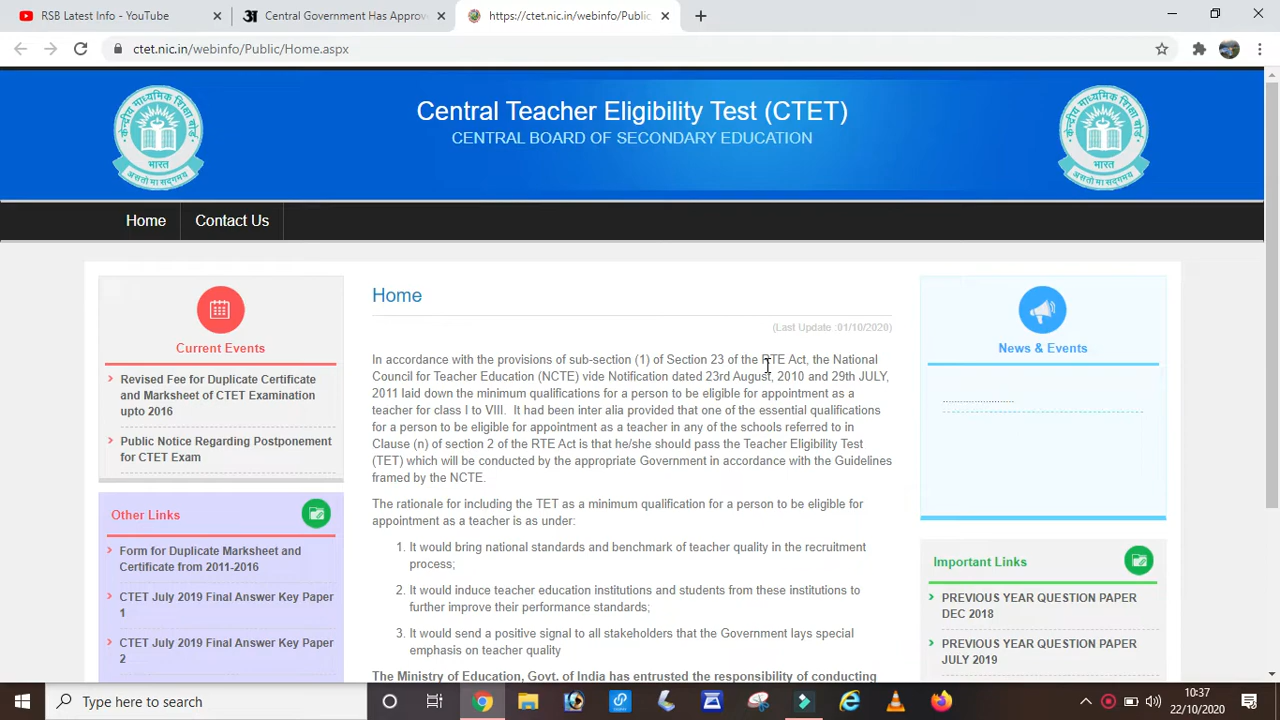 RSB Latest Info - YouTube
Central Government Has Approv
https://ctet.nic.in/webinfo/Public
ctet.nic.in/webinfo/Public/Home.aspx
केन्द्रीय माध्यमिक शिक्षा बोर्ड
भारत
असतो मा सद्गमय
Central Teacher Eligibility Test (CTET)
CENTRAL BOARD OF SECONDARY EDUCATION
केन्द्रीय माध्यमिक शिक्षा बोर्ड
भारत
असतो मा सद्गमय
Home
Contact Us
Current Events
Revised Fee for Duplicate Certificate
and Marksheet of CTET Examination
upto 2016
Public Notice Regarding Postponement
for CTET Exam
Other Links
Form for Duplicate Marksheet and
Certificate from 2011-2016
CTET July 2019 Final Answer Key Paper
1
CTET July 2019 Final Answer Key Paper
2
Home
(Last Update :01/10/2020)
In accordance with the provisions of sub-section (1) of Section 23 of the RTE Act, the National
Council for Teacher Education (NCTE) vide Notification dated 23rd August, 2010 and 29th JULY,
2011 laid down the minimum qualifications for a person to be eligible for appointment as a
teacher for class I to VIII.  It had been inter alia provided that one of the essential qualifications
for a person to be eligible for appointment as a teacher in any of the schools referred to in
Clause (n) of section 2 of the RTE Act is that he/she should pass the Teacher Eligibility Test
(TET) which will be conducted by the appropriate Government in accordance with the Guidelines
framed by the NCTE.
The rationale for including the TET as a minimum qualification for a person to be eligible for
appointment as a teacher is as under:
1. It would bring national standards and benchmark of teacher quality in the recruitment
process;
2. It would induce teacher education institutions and students from these institutions to
further improve their performance standards;
3. It would send a positive signal to all stakeholders that the Government lays special
emphasis on teacher quality
The Ministry of Education, Govt. of India has entrusted the responsibility of conducting
News & Events
........................
Important Links
PREVIOUS YEAR QUESTION PAPER
DEC 2018
PREVIOUS YEAR QUESTION PAPER
JULY 2019
Type here to search
10:37
22/10/2020